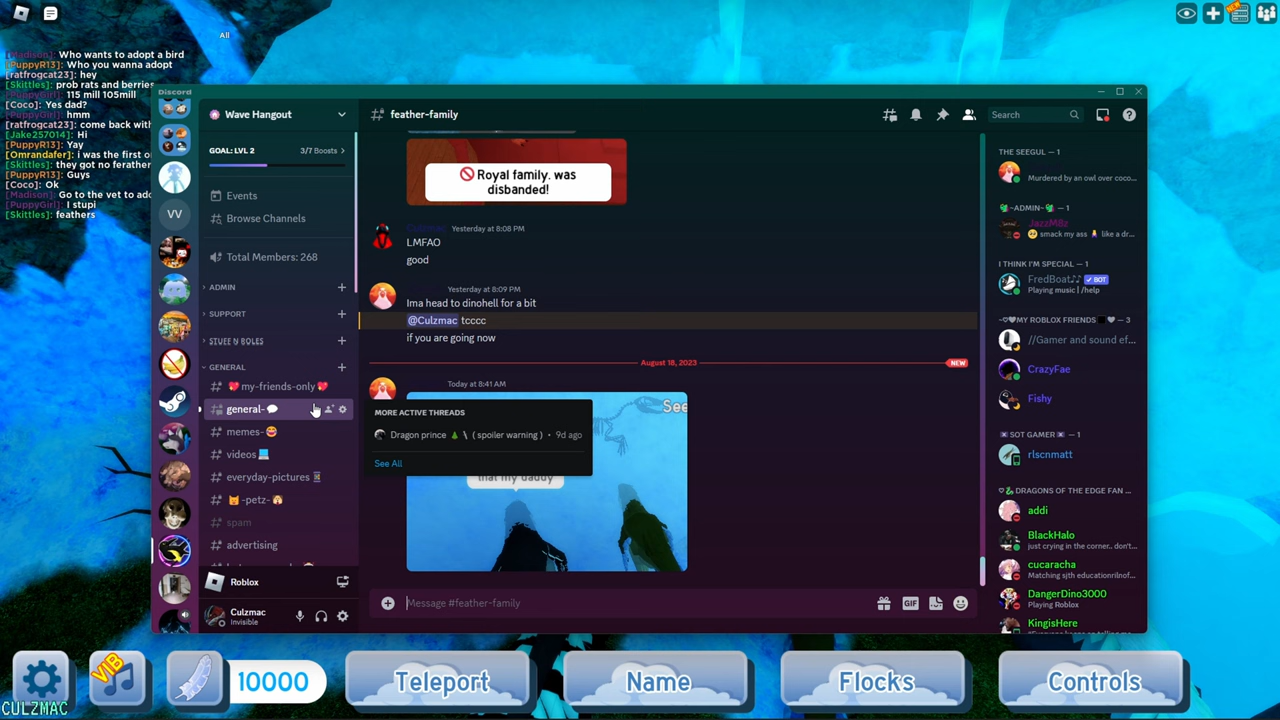 All
[Madison]: Who wants to adopt a bird
[PuppyR13]: Who you wanna adopt
[ratfrogcat23]: hey
[Skittles]: prob rats and berries
[PuppyGirl]: 115 mill 105mill
[Coco]: Yes dad?
[PuppyGirl]: hmm
[ratfrogcat23]: come back with
[Jake257014]: Hi
[PuppyR13]: Yay
[Omrandafer]: i was the first o
[Skittles]: they got no ferather
[PuppyR13]: Guys
[Coco]: Ok
[Madison]: Go to the vet to ado
[PuppyGirl]: I stupi
[Skittles]: feathers
Discord
Wave Hangout
GOAL: LVL 2
3/7 Boosts >
Events
Browse Channels
Total Members: 268
ADMIN
SUPPORT
STUFF N ROLES
GENERAL
my-friends-only
general-
memes-
videos
everyday-pictures
-petz-
spam
advertising
Roblox
Culzmac
Invisible
VV
# feather-family
Search
Royal family. was
disbanded!
Culzmac Yesterday at 8:08 PM
LMFAO
good
Yesterday at 8:09 PM
Ima head to dinohell for a bit
@Culzmac tcccc
if you are going now
August 18, 2023
NEW
Today at 8:41 AM
See
MORE ACTIVE THREADS
Dragon prince 🌲 \ ( spoiler warning ) • 9d ago
See All
that my daddy
Message #feather-family
GIF
THE SEEGUL — 1
Murdered by an owl over coco...
~ADMIN~ — 1
JazzM8z
smack my ass like a dr...
I THINK I'M SPECIAL — 1
FredBoat♪♪ ✓ BOT
Playing music | /help
MY ROBLOX FRIENDS — 3
//Gamer and sound ef...
CrazyFae
Fishy
SOT GAMER — 1
rlscnmatt
DRAGONS OF THE EDGE FAN ...
addi
BlackHalo
just crying in the corner.. don't...
cucaracha
Matching sjth educationrilnof...
DangerDino3000
Playing Roblox
KingisHere
VIB
10000
Teleport
Name
Flocks
Controls
CULZMAC